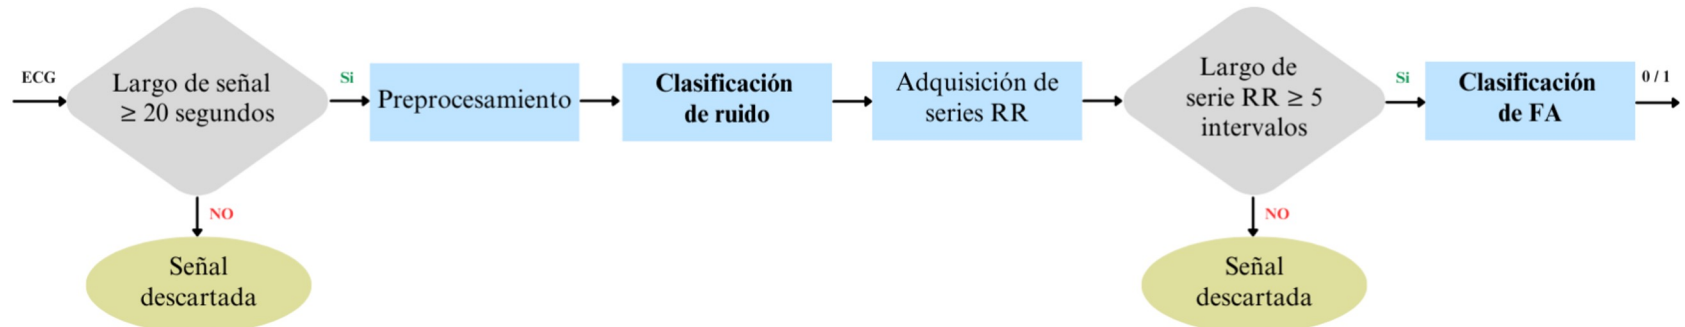 ECG
Largo de señal
≥ 20 segundos
Si
NO
Señal
descartada
Preprocesamiento
Clasificación
de ruido
Adquisición de
series RR
Largo de
serie RR ≥ 5
intervalos
Si
NO
Señal
descartada
Clasificación
de FA
0 / 1